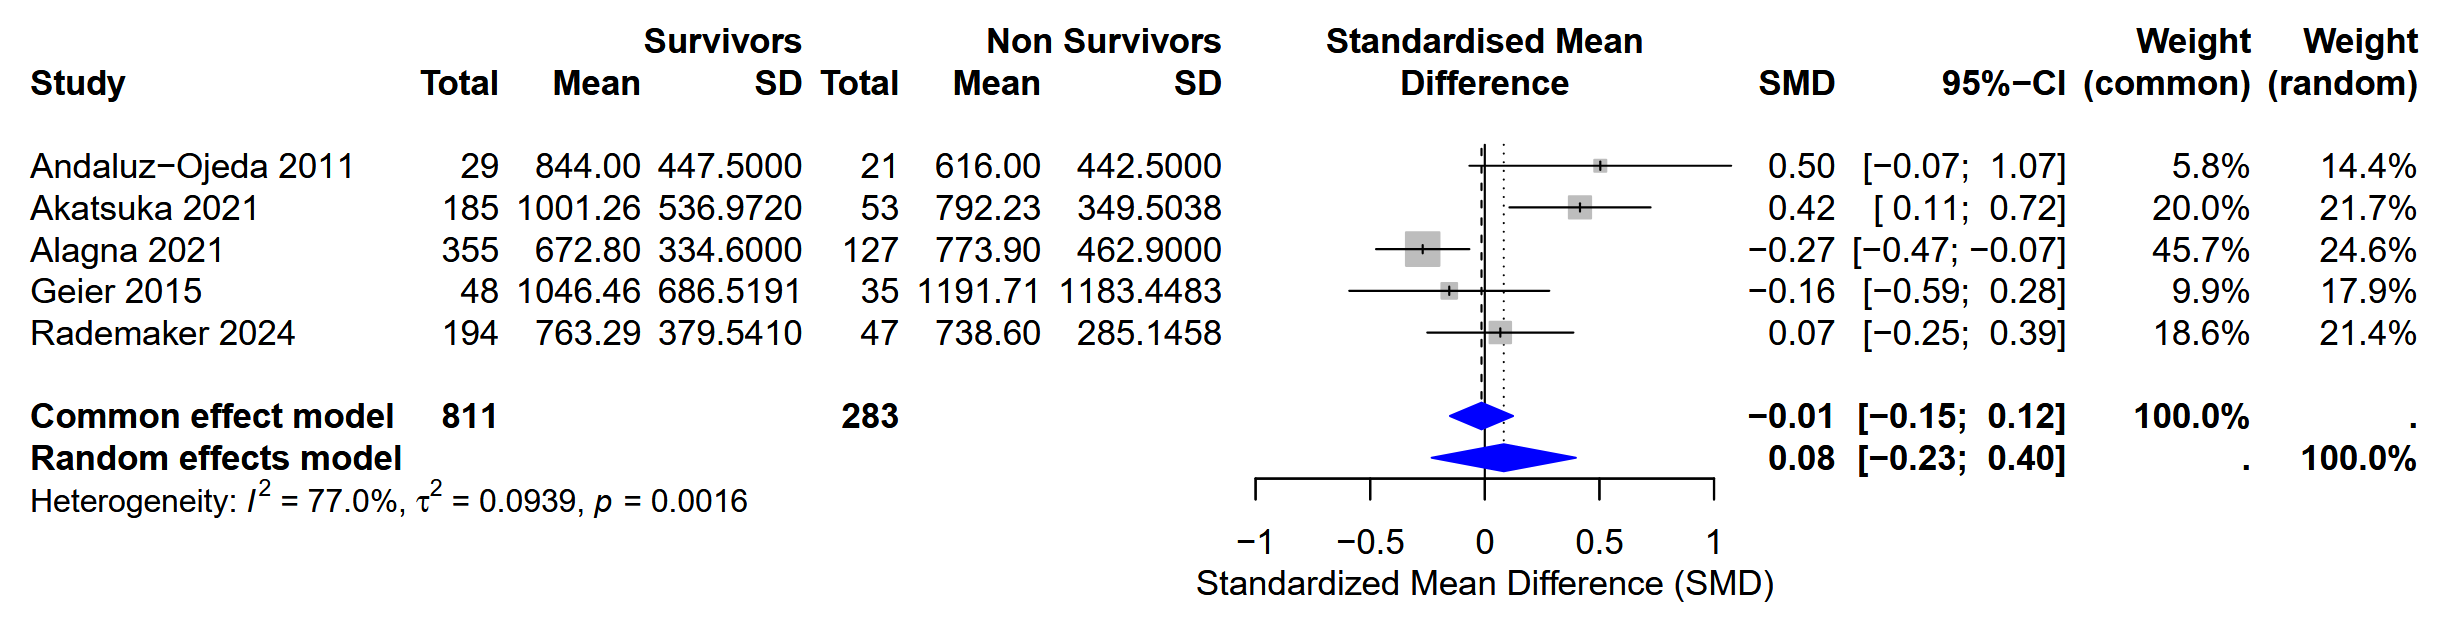 Survivors Non Survivors Standardised Mean Weight Weight
Study Total Mean SD Total Mean SD Difference SMD 95%−CI (common) (random)
Andaluz−Ojeda 2011 29 844.00 447.5000 21 616.00 442.5000 0.50 [−0.07; 1.07] 5.8% 14.4%
Akatsuka 2021 185 1001.26 536.9720 53 792.23 349.5038 0.42 [ 0.11; 0.72] 20.0% 21.7%
Alagna 2021 355 672.80 334.6000 127 773.90 462.9000 −0.27 [−0.47; −0.07] 45.7% 24.6%
Geier 2015 48 1046.46 686.5191 35 1191.71 1183.4483 −0.16 [−0.59; 0.28] 9.9% 17.9%
Rademaker 2024 194 763.29 379.5410 47 738.60 285.1458 0.07 [−0.25; 0.39] 18.6% 21.4%
Common effect model 811 283 −0.01 [−0.15; 0.12] 100.0% .
Random effects model 0.08 [−0.23; 0.40] . 100.0%
Heterogeneity: I² = 77.0%, τ² = 0.0939, p = 0.0016
−1 −0.5 0 0.5 1
Standardized Mean Difference (SMD)